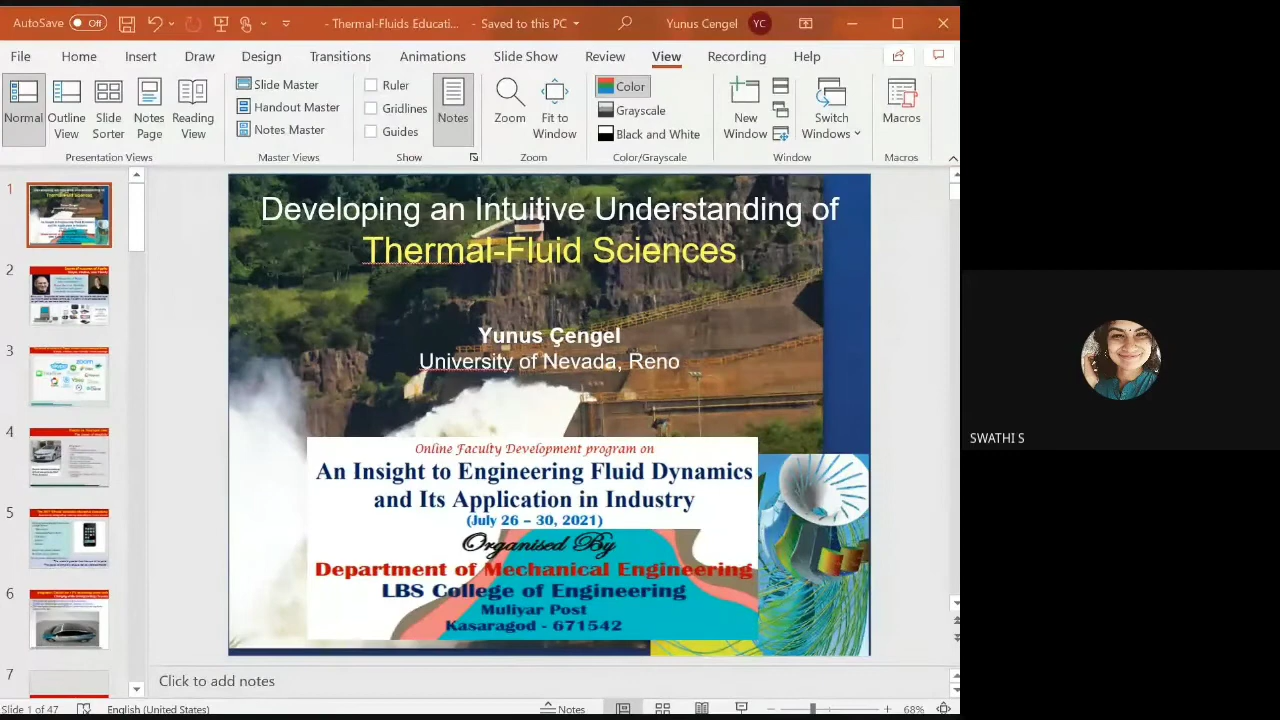 AutoSave Off
- Thermal-Fluids Educati... - Saved to this PC
Yunus Cengel YC
File Home Insert Draw Design Transitions Animations Slide Show Review View Recording Help
Normal
Outline View
Slide Sorter
Notes Page
Reading View
Presentation Views
Slide Master
Handout Master
Notes Master
Master Views
Ruler
Gridlines
Guides
Show
Notes
Zoom
Fit to Window
Zoom
Color
Grayscale
Black and White
Color/Grayscale
New Window
Switch Windows
Window
Macros
Macros
1
2
3
4
5
6
7
Developing an Intuitive Understanding of
Thermal-Fluid Sciences
Yunus Çengel
University of Nevada, Reno
Online Faculty Development program on
An Insight to Engineering Fluid Dynamics
and Its Application in Industry
(July 26 – 30, 2021)
Organised By
Department of Mechanical Engineering
LBS College of Engineering
Muliyar Post
Kasaragod - 671542
Click to add notes
Slide 1 of 47
English (United States)
Notes
68%
SWATHI S